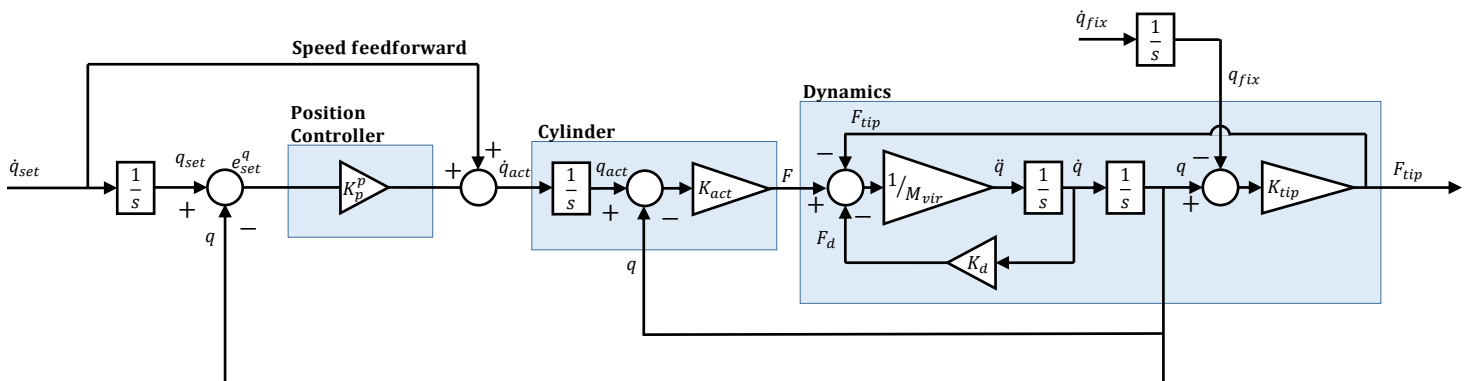 q̇_fix
1/s
q_fix
Speed feedforward
Dynamics
Position
Controller
Cylinder
F_tip
q̇_set
1/s
q_set
+
e^q_set
−
q
K^p_p
+
+
q̇_act
1/s
q_act
+
−
q
K_act
F
+
−
−
1/M_vir
q̈
1/s
q̇
1/s
q
+
−
K_tip
F_tip
F_d
K_d